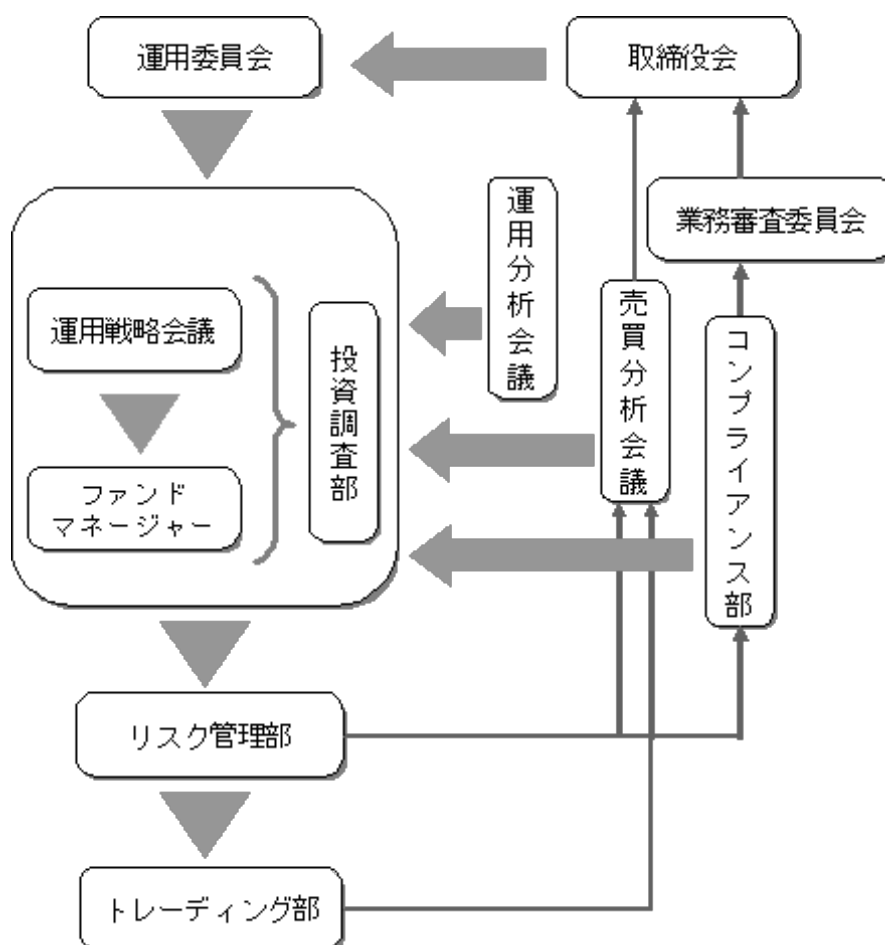 運用委員会
取締役会
運用分析会議
業務審査委員会
売買分析会議
コンプライアンス部
運用戦略会議
投資調査部
ファンド
マネージャー
リスク管理部
トレーディング部